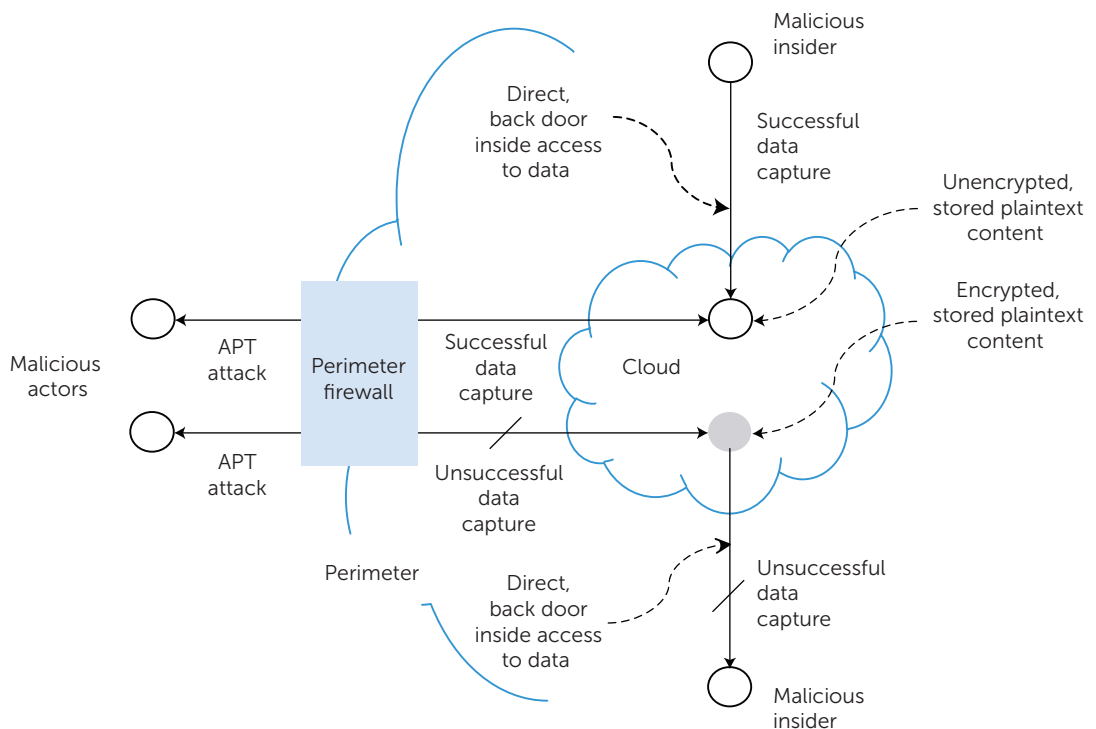 Malicious
insider
Direct,
back door
inside access
to data
Successful
data
capture
Unencrypted,
stored plaintext
content
Encrypted,
stored plaintext
content
Malicious
actors
APT
attack
Perimeter
firewall
Successful
data
capture
Cloud
APT
attack
Unsuccessful
data
capture
Perimeter
Direct,
back door
inside access
to data
Unsuccessful
data
capture
Malicious
insider